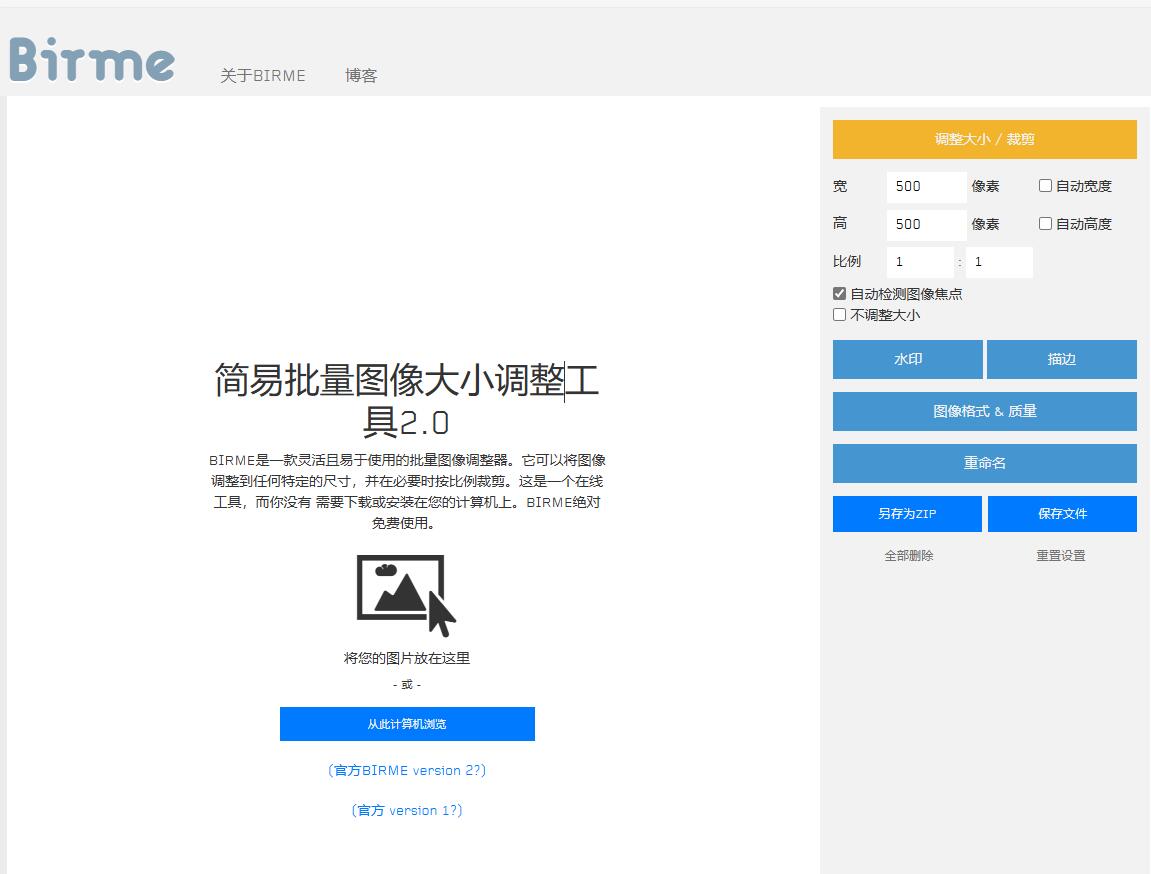 Birme
关于BIRME
博客
简易批量图像大小调整工
具2.0
BIRME是一款灵活且易于使用的批量图像调整器。它可以将图像
调整到任何特定的尺寸，并在必要时按比例裁剪。这是一个在线
工具，而你没有 需要下载或安装在您的计算机上。BIRME绝对
免费使用。
将您的图片放在这里
- 或 -
从此计算机浏览
(官方BIRME version 2?)
(官方 version 1?)
调整大小 / 裁剪
宽 500 像素 自动宽度
高 500 像素 自动高度
比例 1 : 1
自动检测图像焦点
不调整大小
水印 描边
图像格式 & 质量
重命名
另存为ZIP 保存文件
全部删除 重置设置